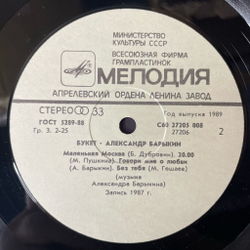 МИНИСТЕРСТВО
КУЛЬТУРЫ СССР
ВСЕСОЮЗНАЯ ФИРМА
ГРАМПЛАСТИНОК
МЕЛОДИЯ
АПРЕЛЕВСКИЙ ОРДЕНА ЛЕНИНА ЗАВОД
СТЕРЕО 33
Год выпуска 1989
ГОСТ 5289-88
С60 27205 008
Гр. 3. 2-25
27206
2
БУКЕТ - АЛЕКСАНДР БАРЫКИН
Маленькая Москва (Б. Дубровин). 20.00
(М. Пушкина). Говори мне о любви
(А. Барыкин). Без тебя (М. Гешаев)
(музыка
Александра Барыкина)
Запись 1987 г.